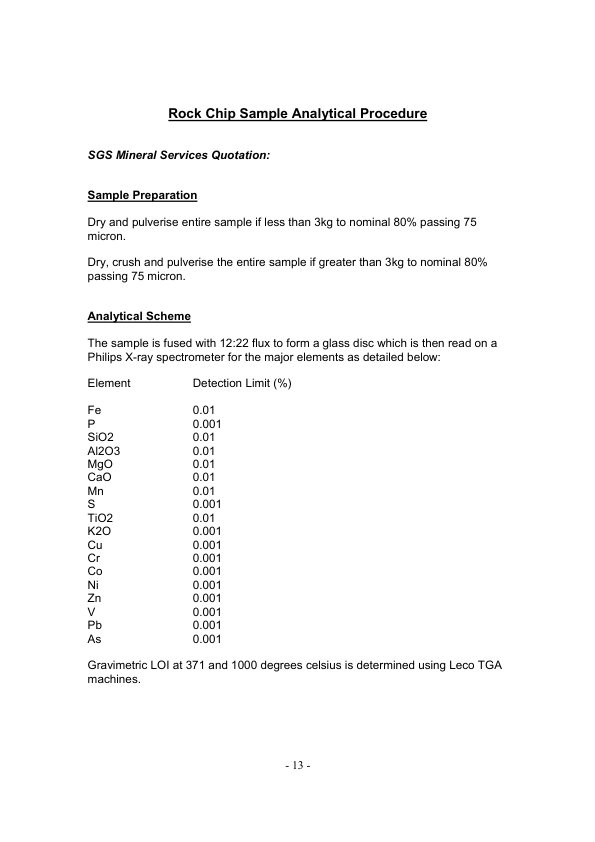 Rock Chip Sample Analytical Procedure
SGS Mineral Services Quotation:
Sample Preparation
Dry and pulverise entire sample if less than 3kg to nominal 80% passing 75
micron.
Dry, crush and pulverise the entire sample if greater than 3kg to nominal 80%
passing 75 micron.
Analytical Scheme
The sample is fused with 12:22 flux to form a glass disc which is then read on a
Philips X-ray spectrometer for the major elements as detailed below:
Element Detection Limit (%)
Fe 0.01
P 0.001
SiO2 0.01
Al2O3 0.01
MgO 0.01
CaO 0.01
Mn 0.01
S 0.001
TiO2 0.01
K2O 0.001
Cu 0.001
Cr 0.001
Co 0.001
Ni 0.001
Zn 0.001
V 0.001
Pb 0.001
As 0.001
Gravimetric LOI at 371 and 1000 degrees celsius is determined using Leco TGA
machines.
- 13 -